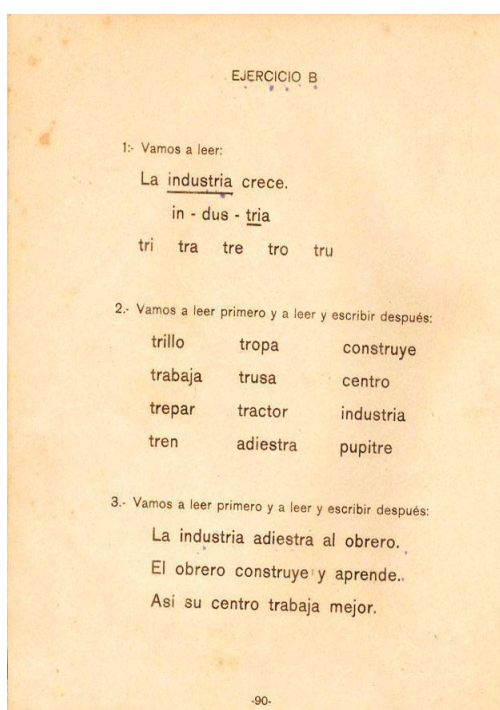 EJERCICIO B
1:- Vamos a leer:
La industria crece.
in - dus - tria
tri tra tre tro tru
2.- Vamos a leer primero y a leer y escribir después:
trillo tropa construye
trabaja trusa centro
trepar tractor industria
tren adiestra pupitre
3.- Vamos a leer primero y a leer y escribir después:
La industria adiestra al obrero.
El obrero construye y aprende.
Así su centro trabaja mejor.
-90-